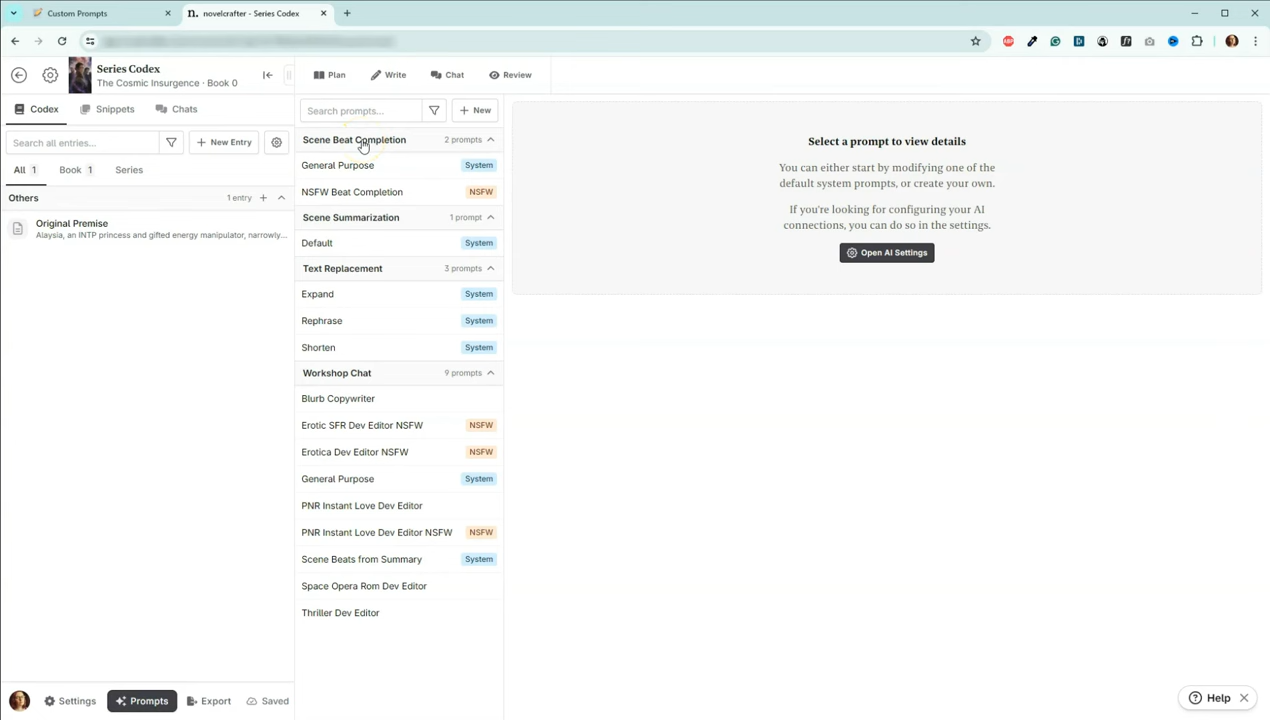 Custom Prompts
n. novelcrafter - Series Codex
Series Codex
The Cosmic Insurgence · Book 0
Plan
Write
Chat
Review
Codex
Snippets
Chats
Search all entries...
New Entry
All 1
Book 1
Series
Others
1 entry
Original Premise
Alaysia, an INTP princess and gifted energy manipulator, narrowly...
Search prompts...
New
Scene Beat Completion
2 prompts
General Purpose
System
NSFW Beat Completion
NSFW
Scene Summarization
1 prompt
Default
System
Text Replacement
3 prompts
Expand
System
Rephrase
System
Shorten
System
Workshop Chat
9 prompts
Blurb Copywriter
Erotic SFR Dev Editor NSFW
NSFW
Erotica Dev Editor NSFW
NSFW
General Purpose
System
PNR Instant Love Dev Editor
PNR Instant Love Dev Editor NSFW
NSFW
Scene Beats from Summary
System
Space Opera Rom Dev Editor
Thriller Dev Editor
Select a prompt to view details
You can either start by modifying one of the
default system prompts, or create your own.
If you're looking for configuring your AI
connections, you can do so in the settings.
Open AI Settings
Settings
Prompts
Export
Saved
Help